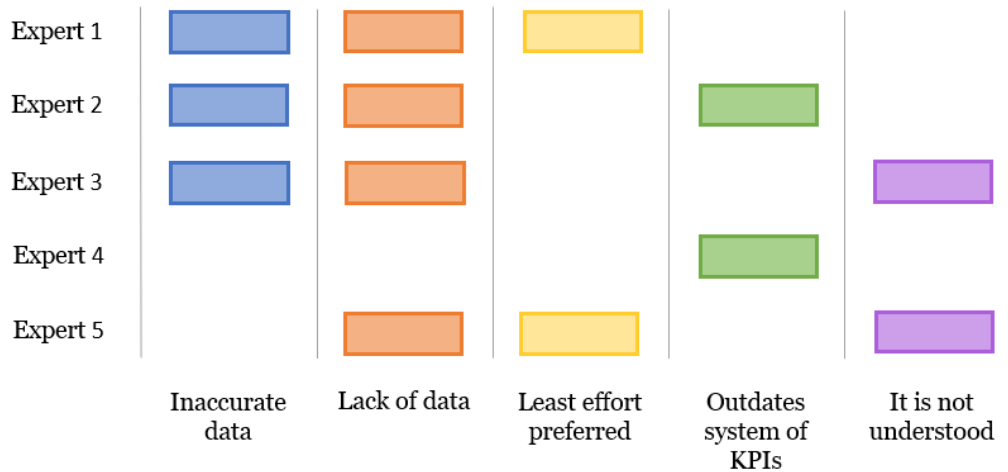 Expert 1
Expert 2
Expert 3
Expert 4
Expert 5
Inaccurate
data
Lack of data
Least effort
preferred
Outdates
system of
KPIs
It is not
understood